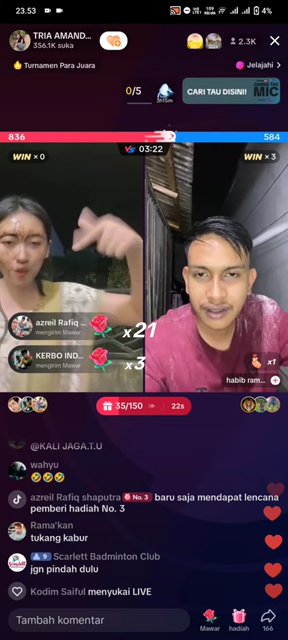 23.53
4%
TRIA AMAND...
356.1K suka
2.3K
Turnamen Para Juara
Jelajahi >
0/5
3h15m
CARI TAU DISINI!
MIC
836
584
WIN × 0
VS 03:22
WIN × 3
azreil Rafiq ...
mengirim Mawar
x21
KERBO IND...
mengirim Mawar
x3
x1
habib ram...
35/150
22s
@KALI JAGA.T.U
wahyu
🤣🤣🤣
azreil Rafiq shaputra No. 3 baru saja mendapat lencana
pemberi hadiah No. 3
Rama'kan
tukang kabur
9 Scarlett Badminton Club
jgn pindah dulu
Kodim Saiful menyukai LIVE
Tambah komentar
Mawar
hadiah
166